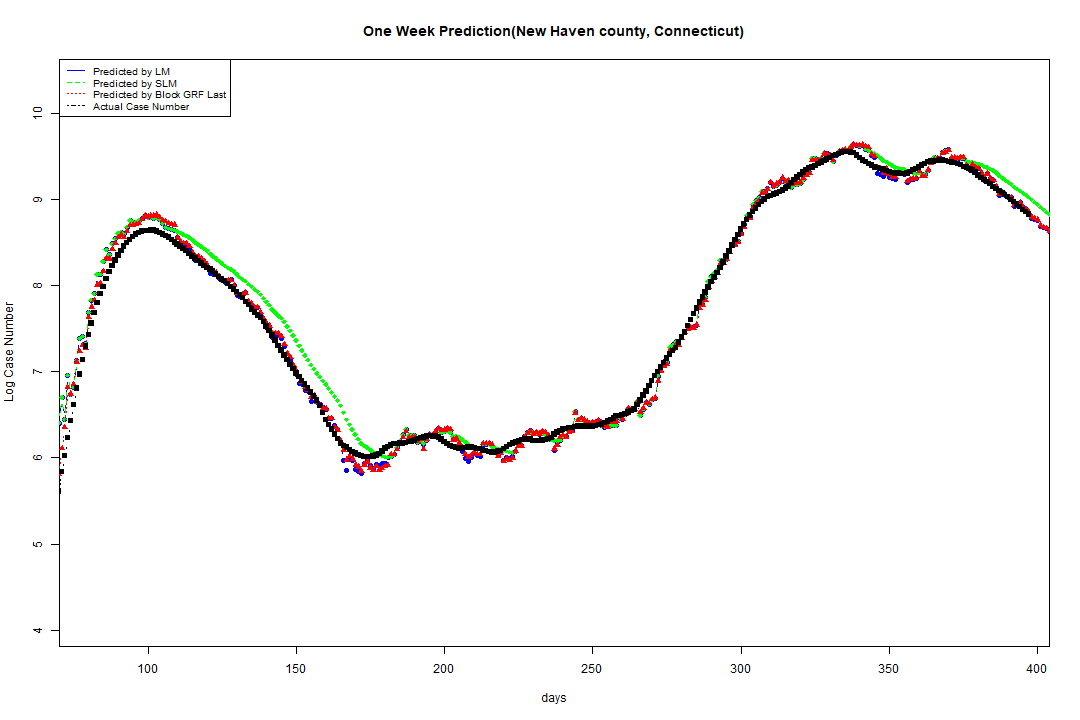 One Week Prediction(New Haven county, Connecticut)
Predicted by LM
Predicted by SLM
Predicted by Block GRF Last
Actual Case Number
Log Case Number
10
9
8
7
6
5
4
100 150 200 250 300 350 400
days